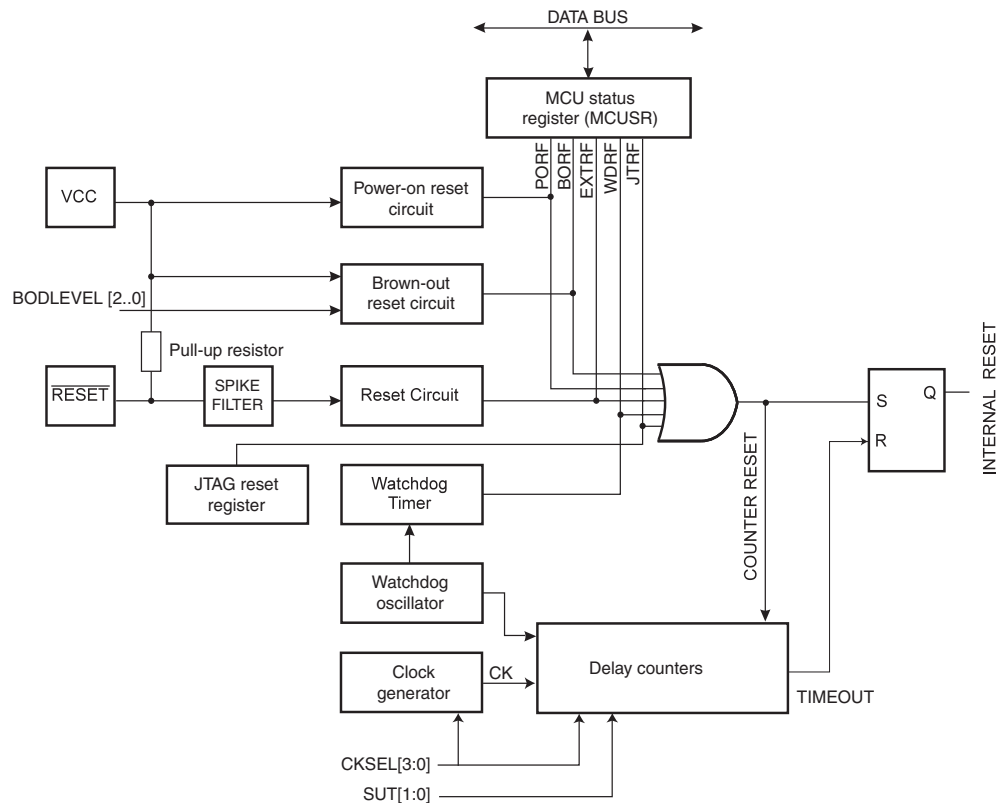 DATA BUS
MCU status
register (MCUSR)
PORF
BORF
EXTRF
WDRF
JTRF
VCC
Power-on reset
circuit
Brown-out
reset circuit
BODLEVEL [2..0]
Pull-up resistor
RESET
SPIKE
FILTER
Reset Circuit
JTAG reset
register
Watchdog
Timer
Watchdog
oscillator
Clock
generator
CK
Delay counters
COUNTER RESET
S
Q
R
INTERNAL RESET
TIMEOUT
CKSEL[3:0]
SUT[1:0]